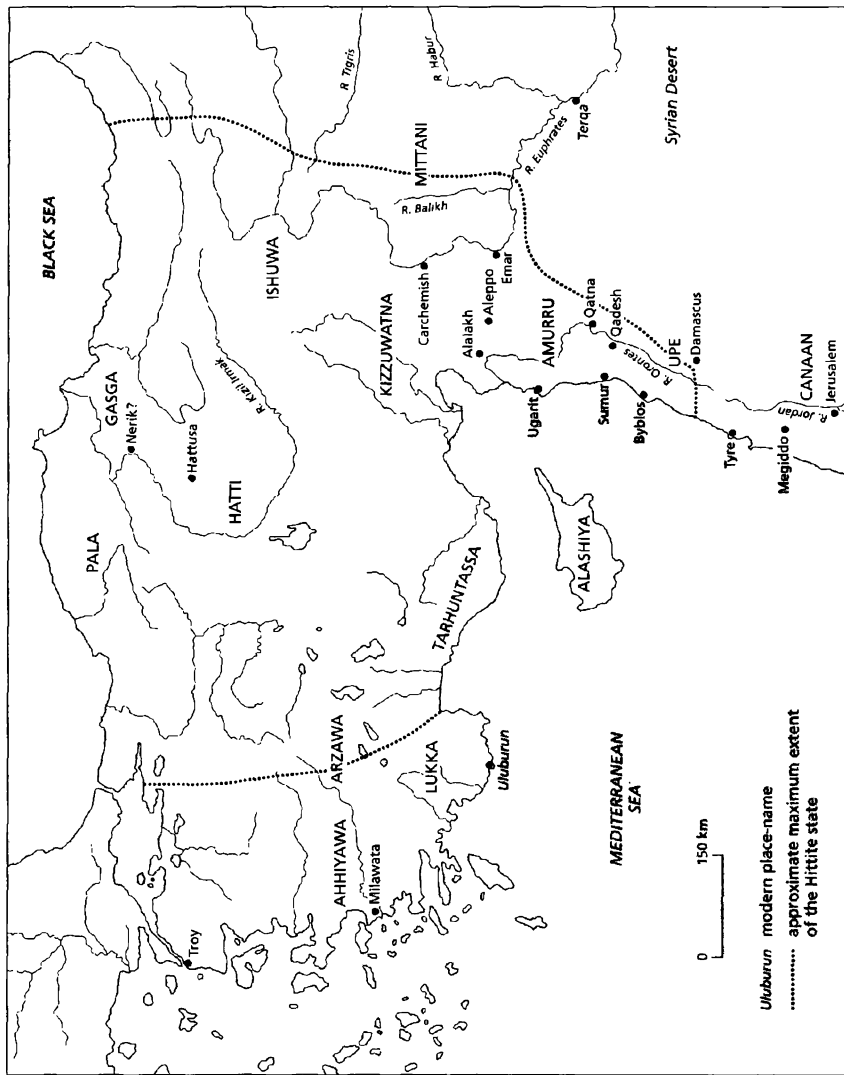 BLACK SEA
PALA
GASGA
Nerik?
Hattusa
HATTI
R. Kizil Irmak
ISHUWA
R Tigris
R Habur
Troy
AHHIYAWA
Millawata
ARZAWA
LUKKA
Uluburun
TARHUNTASSA
KIZZUWATNA
MITTANI
R. Balikh
Carchemish
Alalakh
Aleppo
Emar
R. Euphrates
Terqa
Syrian Desert
ALASHIYA
Ugarit
AMURRU
Qatna
Qadesh
Sumur
R. Orontes
Byblos
UPE
Damascus
Tyre
CANAAN
Megiddo
R. Jordan
Jerusalem
MEDITERRANEAN
SEA
0 150 km
Uluburun modern place-name
approximate maximum extent
of the Hittite state